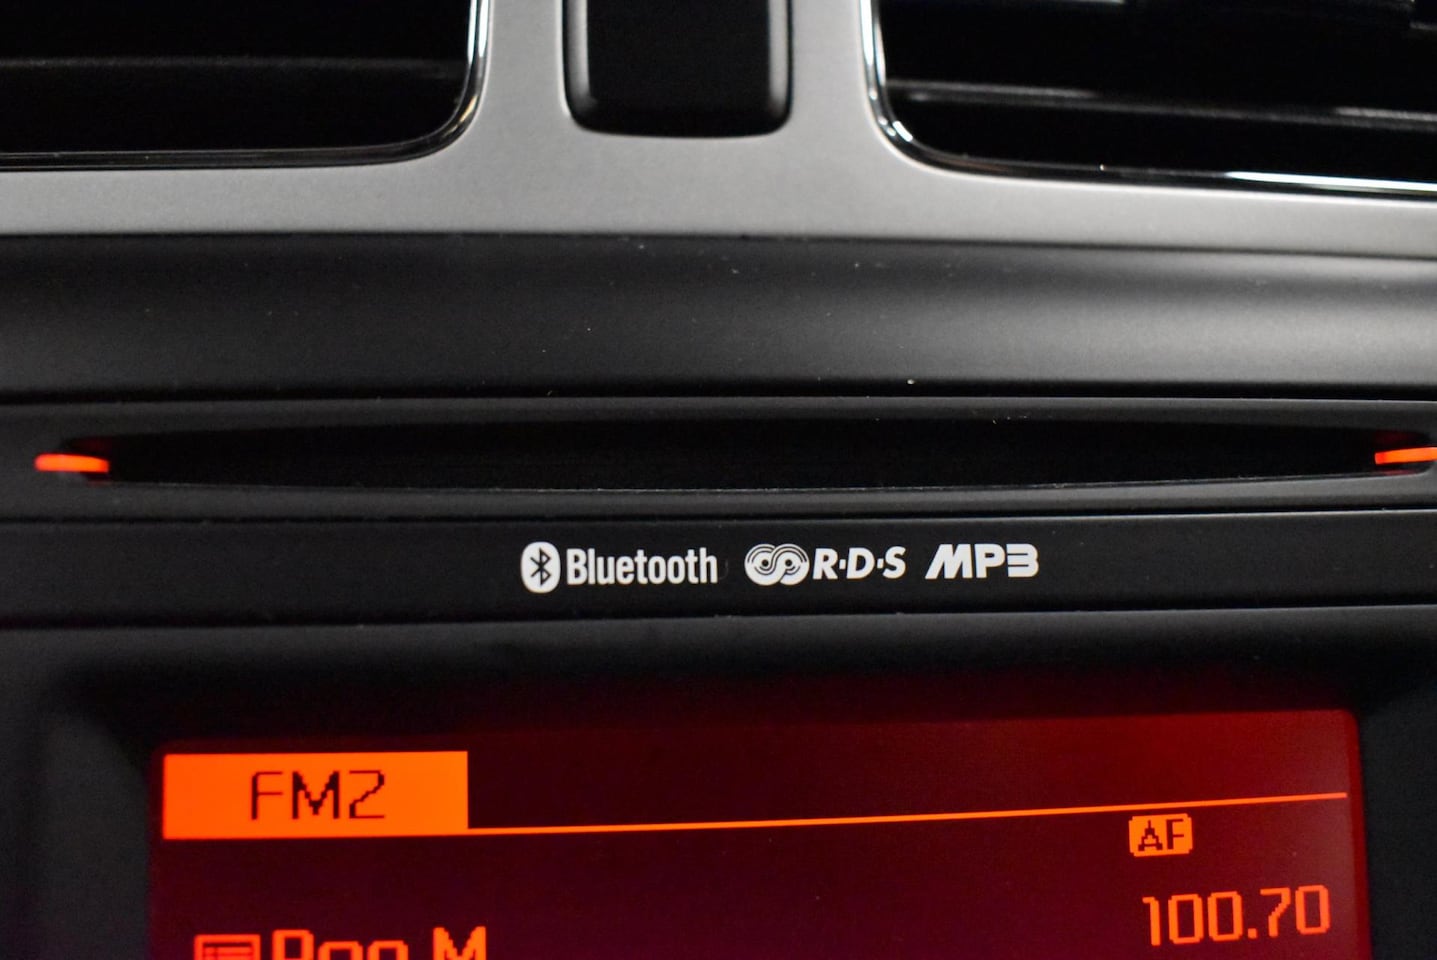 Bluetooth R·D·S MP3
FM2
AF
100.70
M